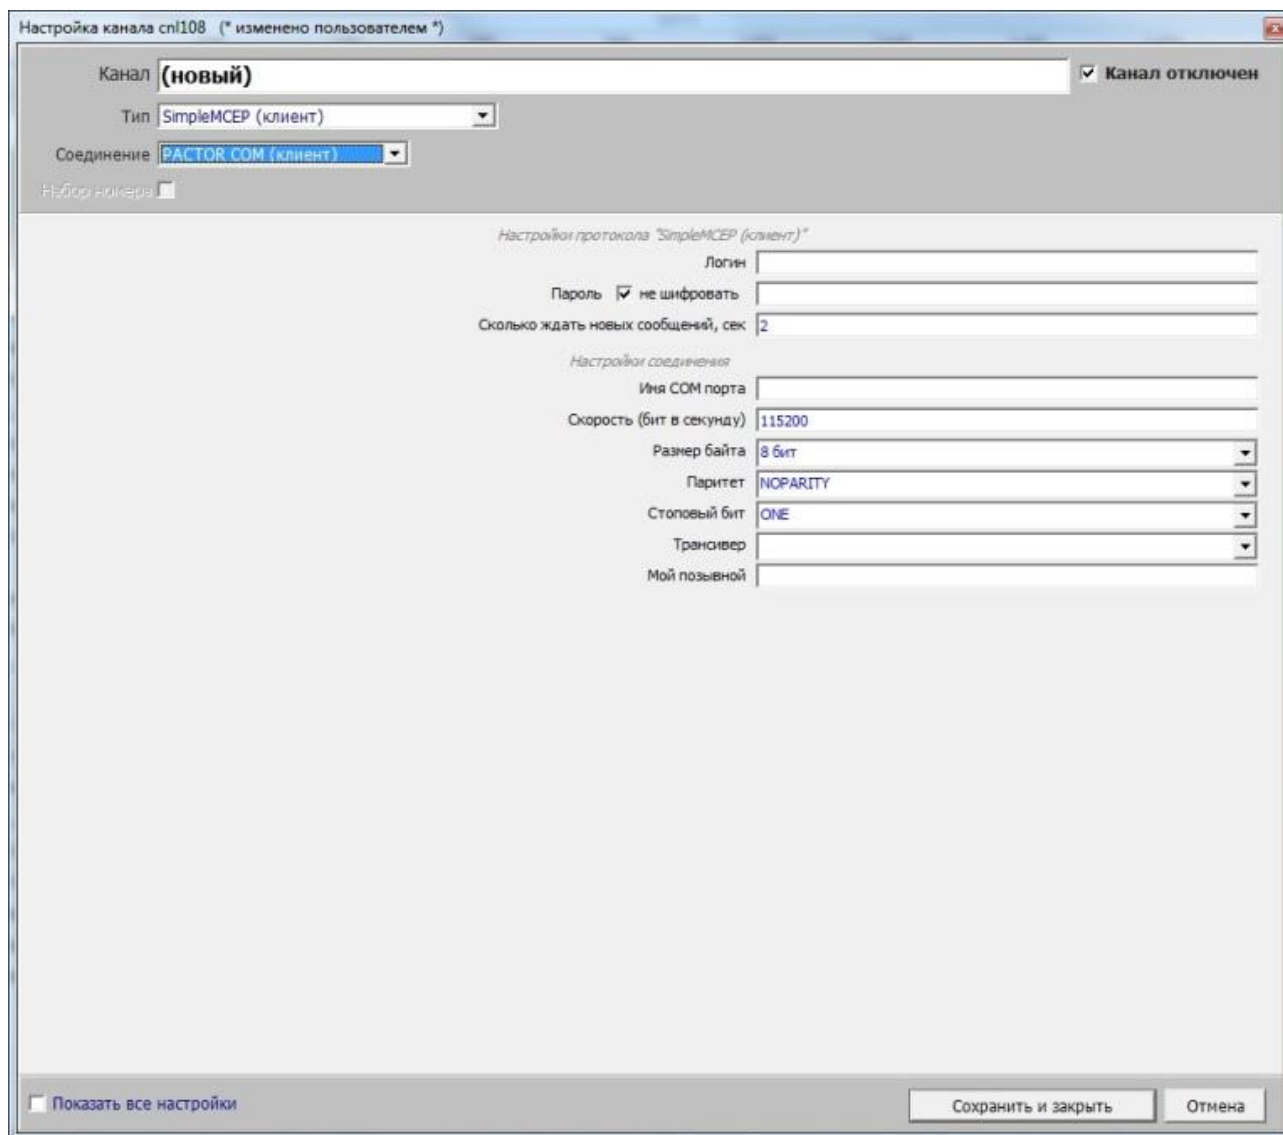 Настройка канала cnl108 (* изменено пользователем *)
Канал (новый) Канал отключен
Тип SimpleMCEP (клиент)
Соединение PACTOR COM (клиент)
Набор номера
Настройки протокола "SimpleMCEP (клиент)"
Логин
Пароль не шифровать
Сколько ждать новых сообщений, сек 2
Настройки соединения
Имя COM порта
Скорость (бит в секунду) 115200
Размер байта 8 бит
Паритет NOPARITY
Стоповый бит ONE
Трансивер
Мой позывной
Показать все настройки Сохранить и закрыть Отмена